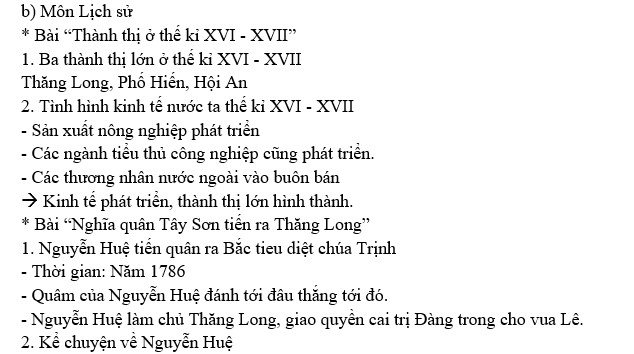 b) Môn Lịch sử
* Bài “Thành thị ở thế kỉ XVI - XVII”
1. Ba thành thị lớn ở thế kỉ XVI - XVII
Thăng Long, Phố Hiến, Hội An
2. Tình hình kinh tế nước ta thế kỉ XVI - XVII
- Sản xuất nông nghiệp phát triển
- Các ngành tiểu thủ công nghiệp cũng phát triển.
- Các thương nhân nước ngoài vào buôn bán
→ Kinh tế phát triển, thành thị lớn hình thành.
* Bài “Nghĩa quân Tây Sơn tiến ra Thăng Long”
1. Nguyễn Huệ tiến quân ra Bắc tieu diệt chúa Trịnh
- Thời gian: Năm 1786
- Quâm của Nguyễn Huệ đánh tới đâu thắng tới đó.
- Nguyễn Huệ làm chủ Thăng Long, giao quyền cai trị Đàng trong cho vua Lê.
2. Kể chuyện về Nguyễn Huệ